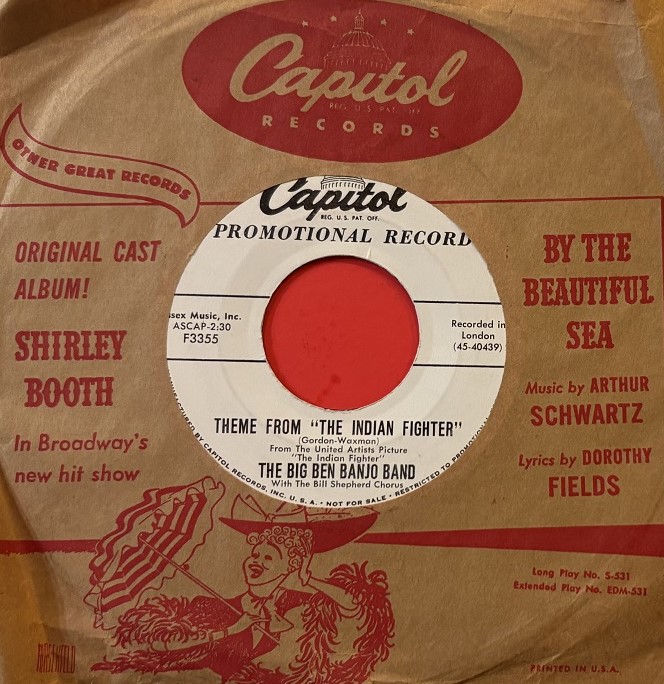 Capitol
REG. U.S. PAT. OFF.
RECORDS
OTHER GREAT RECORDS
ORIGINAL CAST
ALBUM!
SHIRLEY
BOOTH
In Broadway's
new hit show
Capitol
REG. U.S. PAT. OFF.
PROMOTIONAL RECORD
ssex Music, Inc.
ASCAP-2:30
F3355
Recorded in
London
(45-40439)
THEME FROM "THE INDIAN FIGHTER"
(Gordon-Waxman)
From The United Artists Picture
"The Indian Fighter"
THE BIG BEN BANJO BAND
With The Bill Shepherd Chorus
BY CAPITOL RECORDS, INC. U.S.A. • NOT FOR SALE • RESTRICTED TO
BY THE
BEAUTIFUL
SEA
Music by ARTHUR
SCHWARTZ
Lyrics by DOROTHY
FIELDS
Long Play No. S-531
Extended Play No. EDM-531
PRINTED IN U.S.A.